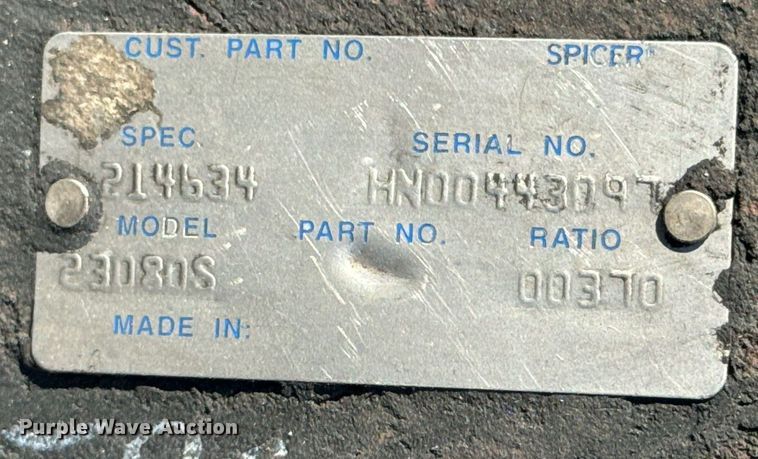 CUST. PART NO. SPICER™
SPEC. SERIAL NO.
214634 HN00443097
MODEL PART NO. RATIO
23080S 00370
MADE IN:
Purple Wave Auction